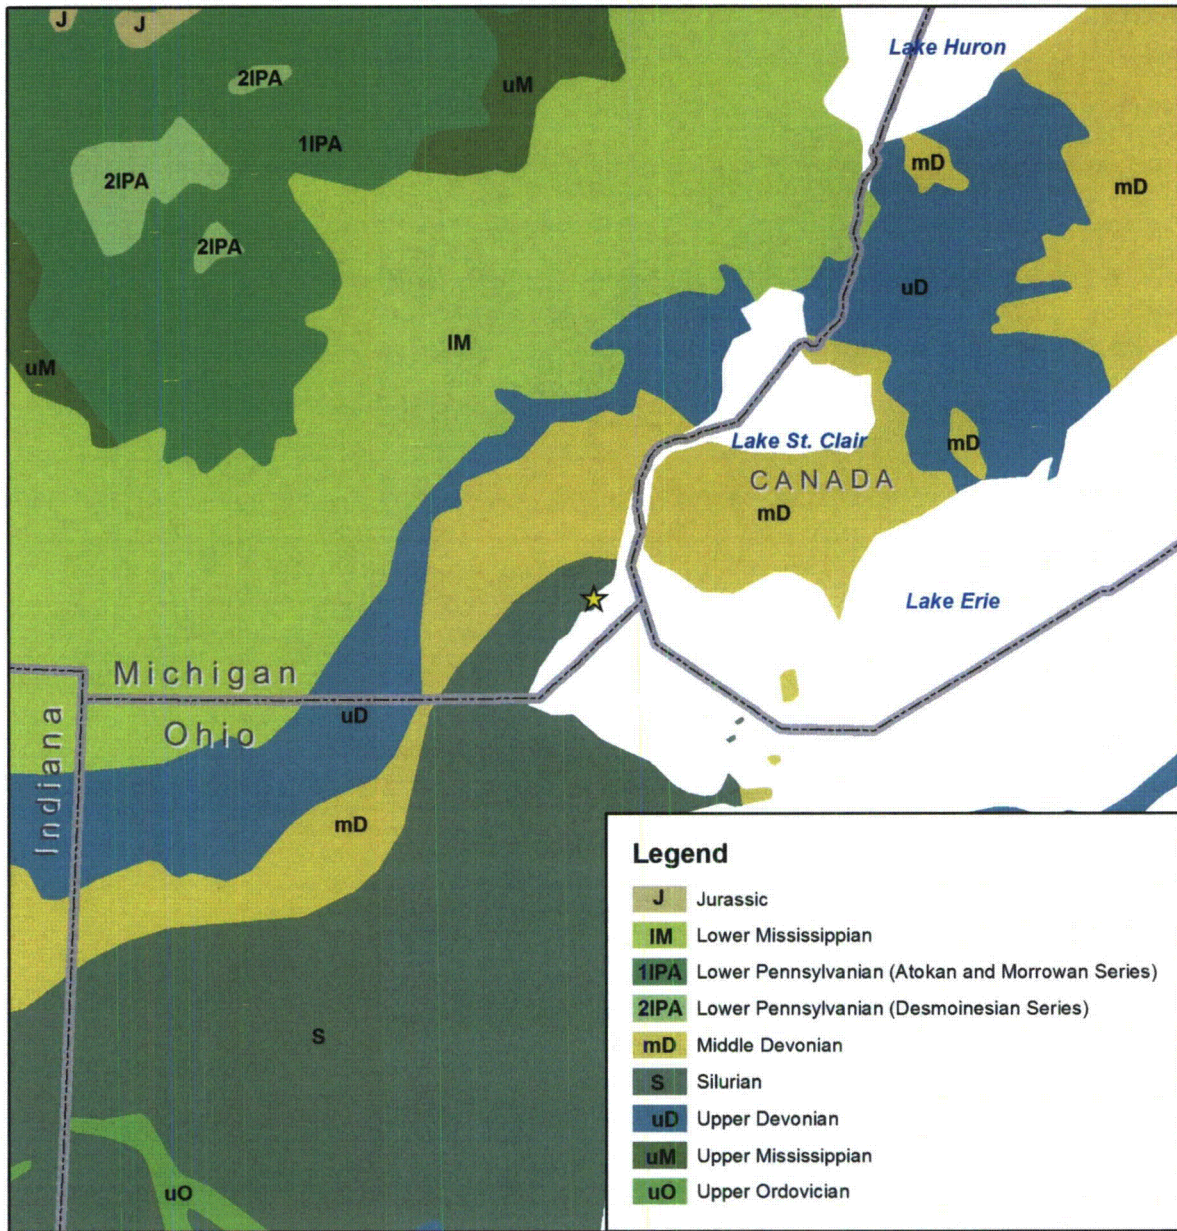 J
J
Lake Huron
2IPA
uM
1IPA
mD
mD
2IPA
2IPA
uD
lM
uM
Lake St. Clair
mD
CANADA
mD
Lake Erie
Michigan
uD
Ohio
Indiana
mD
S
uO
Legend
J Jurassic
lM Lower Mississippian
1IPA Lower Pennsylvanian (Atokan and Morrowan Series)
2IPA Lower Pennsylvanian (Desmoinesian Series)
mD Middle Devonian
S Silurian
uD Upper Devonian
uM Upper Mississippian
uO Upper Ordovician